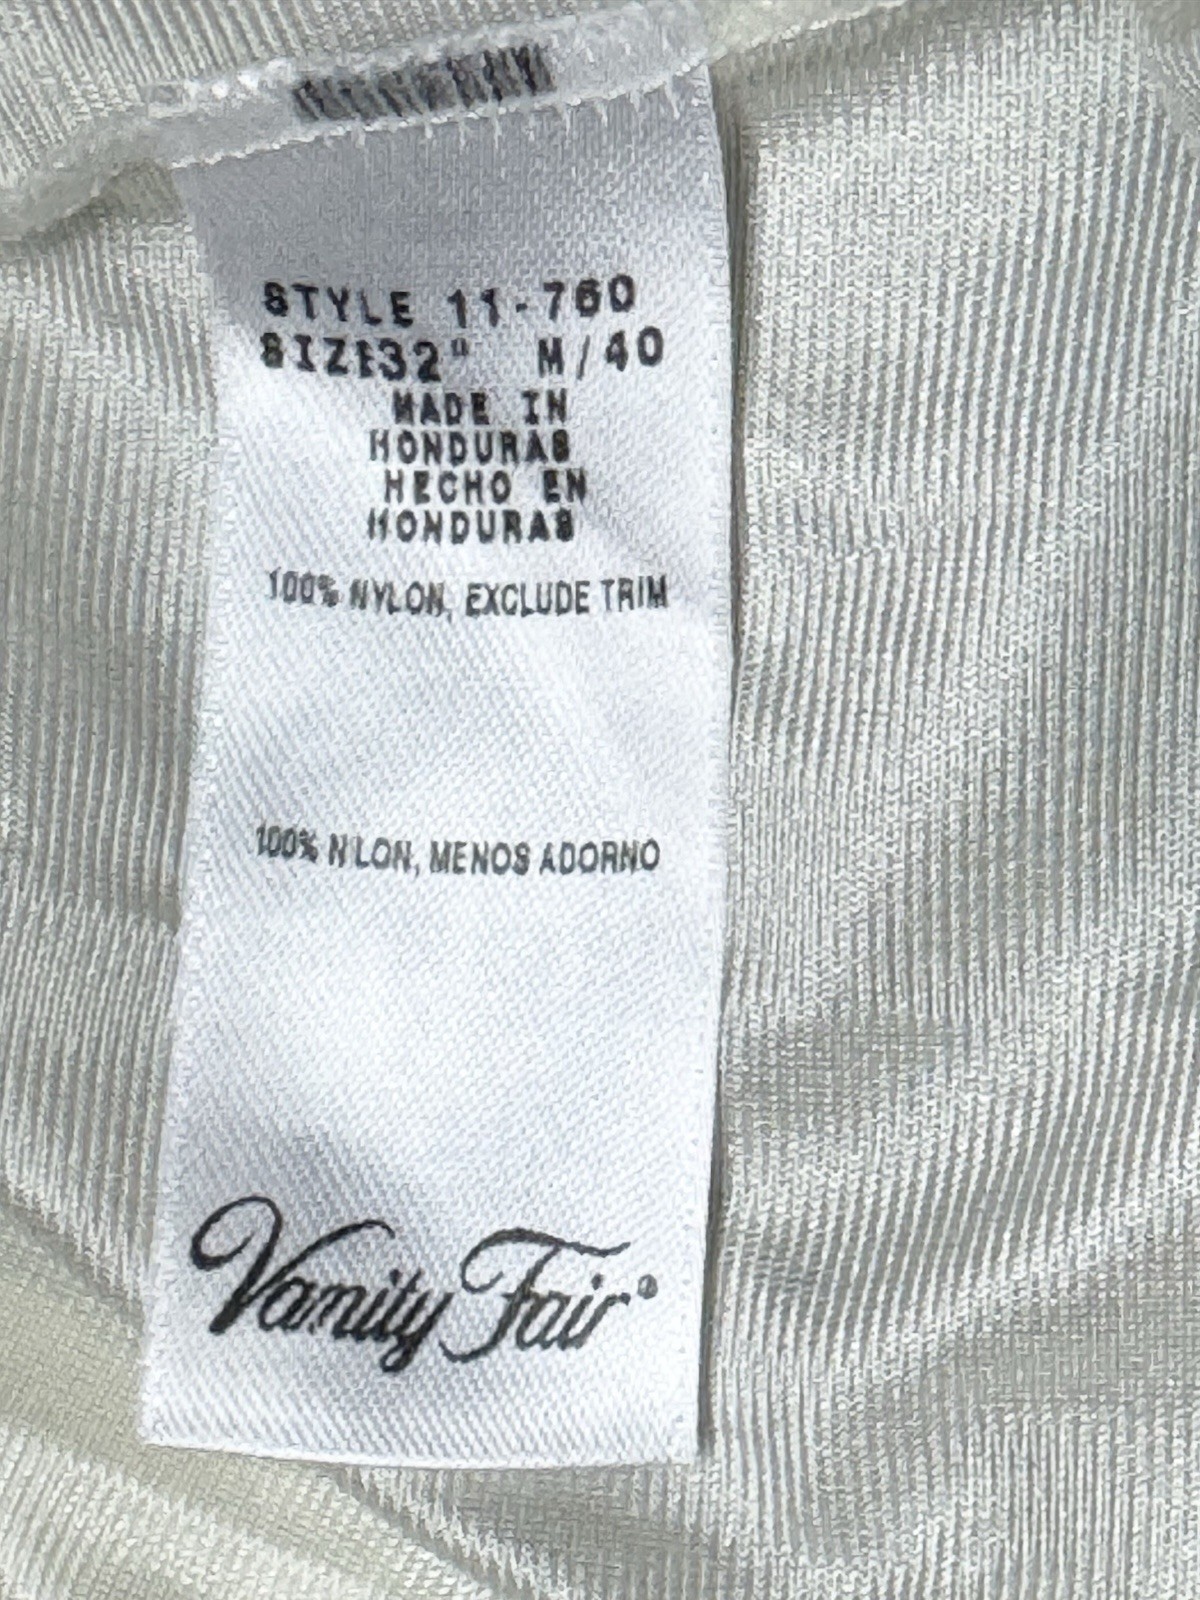 STYLE 11-760
SIZE32" M/40
MADE IN
HONDURAS
HECHO EN
HONDURAS
100% NYLON, EXCLUDE TRIM
100% NILON, MENOS ADORNO
Vanity Fair®